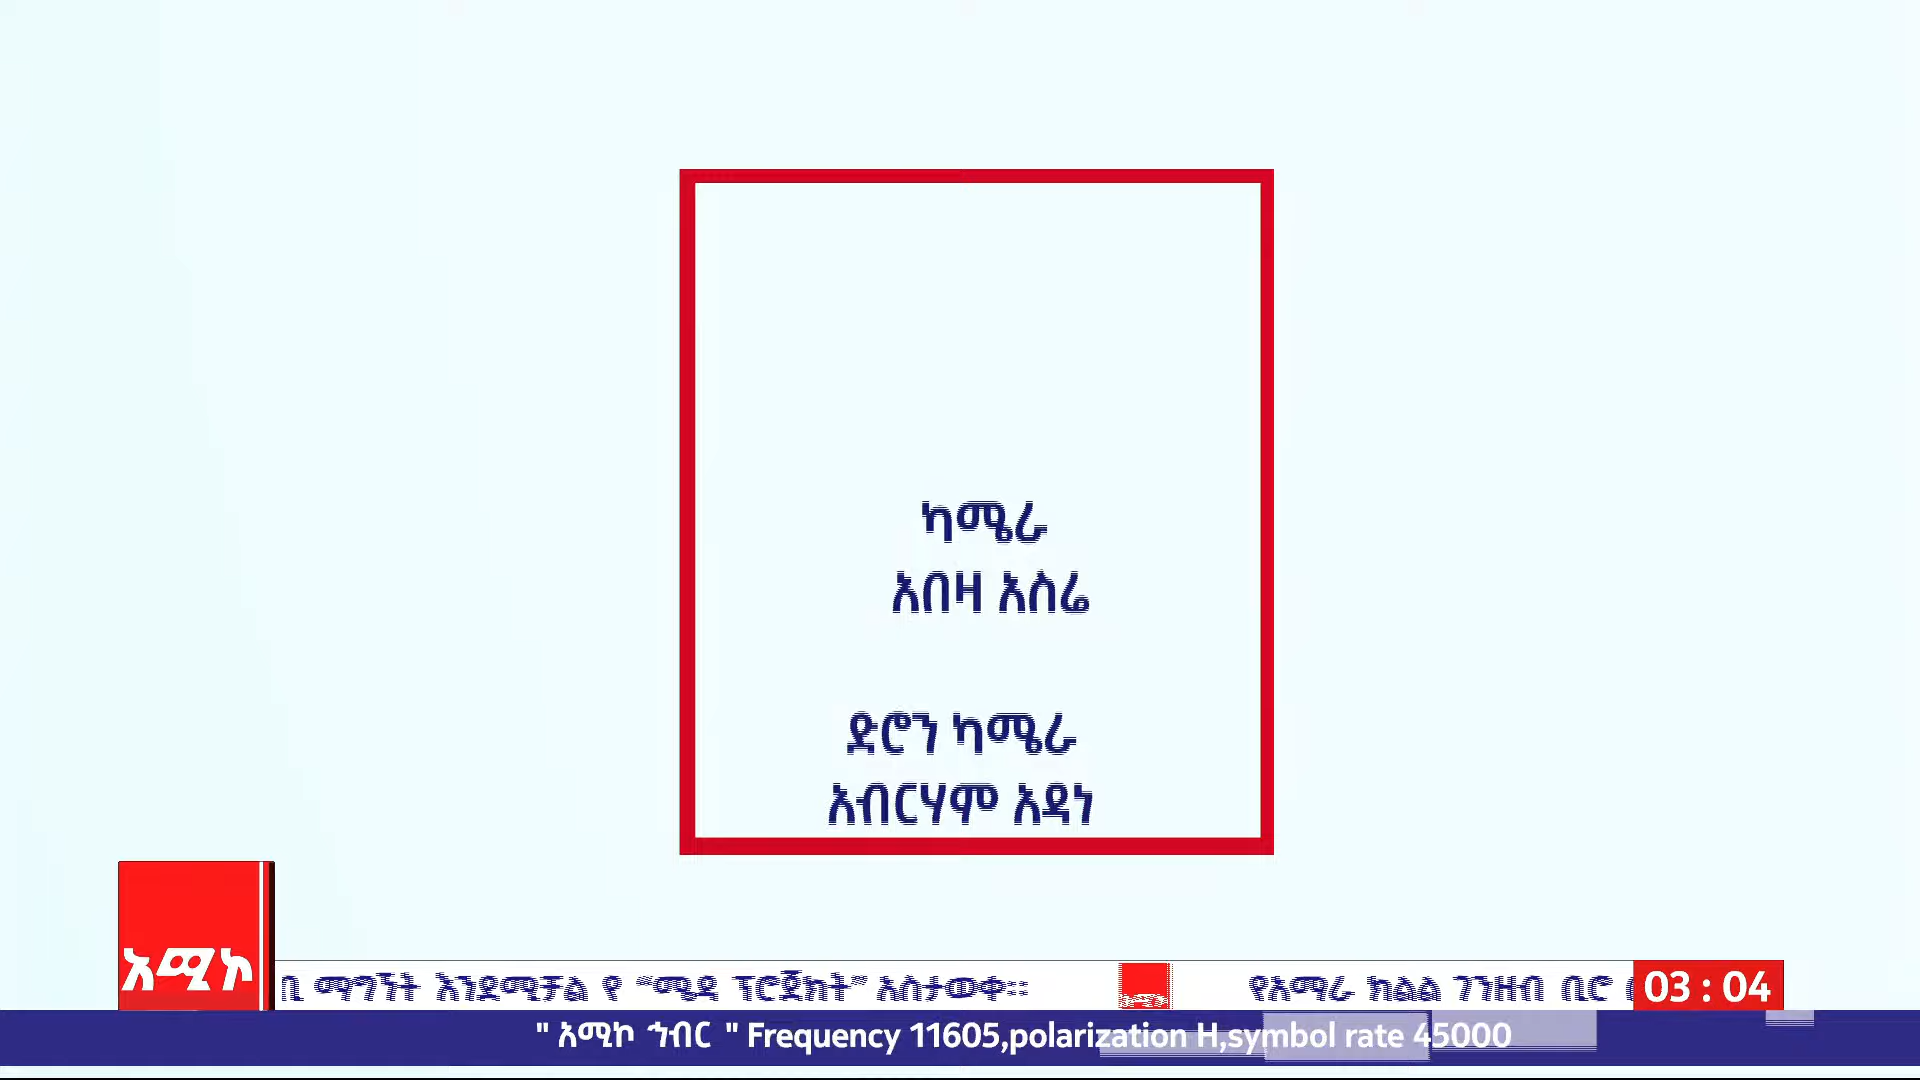 ካሜራ
አበዛ አስሬ
ድሮን ካሜራ
አብርሃም አዳነ
አሚኮ
ቢ ማግኘት እንደሚቻል የ “ሜዳ ፕሮጀክት” አስታወቀ።
የአማራ ክልል ገንዘብ ቢሮ
03 : 04
" አሚኮ ኅብር " Frequency 11605,polarization H,symbol rate 45000